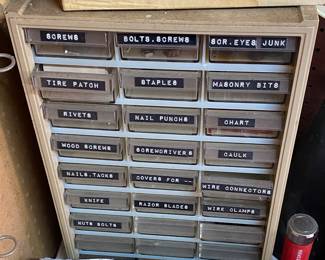 SCREWS
BOLTS.SCREWS
SCR.EYES JUNK
TIRE PATCH
STAPLES
MASONRY BITS
RIVETS
NAIL PUNCHS
CHART
WOOD SCREWS
SCREWDRIVERS
CAULK
NAILS.TACKS
COVERS FOR --
WIRE CONNECTORS
KNIFE
RAZOR BLADES
WIRE CLAMPS
NUTS BOLTS